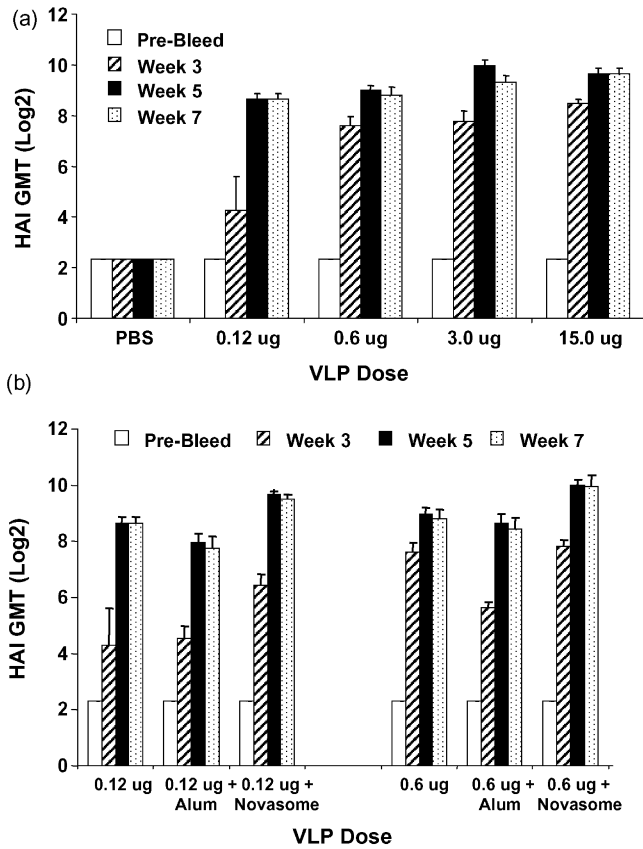 (a)
Pre-Bleed
Week 3
Week 5
Week 7
HAI GMT (Log2)
12
10
8
6
4
2
0
PBS 0.12 ug 0.6 ug 3.0 ug 15.0 ug
VLP Dose
(b)
Pre-Bleed Week 3 Week 5 Week 7
HAI GMT (Log2)
12
10
8
6
4
2
0
0.12 ug 0.12 ug + 0.12 ug + 0.6 ug 0.6 ug + 0.6 ug +
Alum Novasome Alum Novasome
VLP Dose